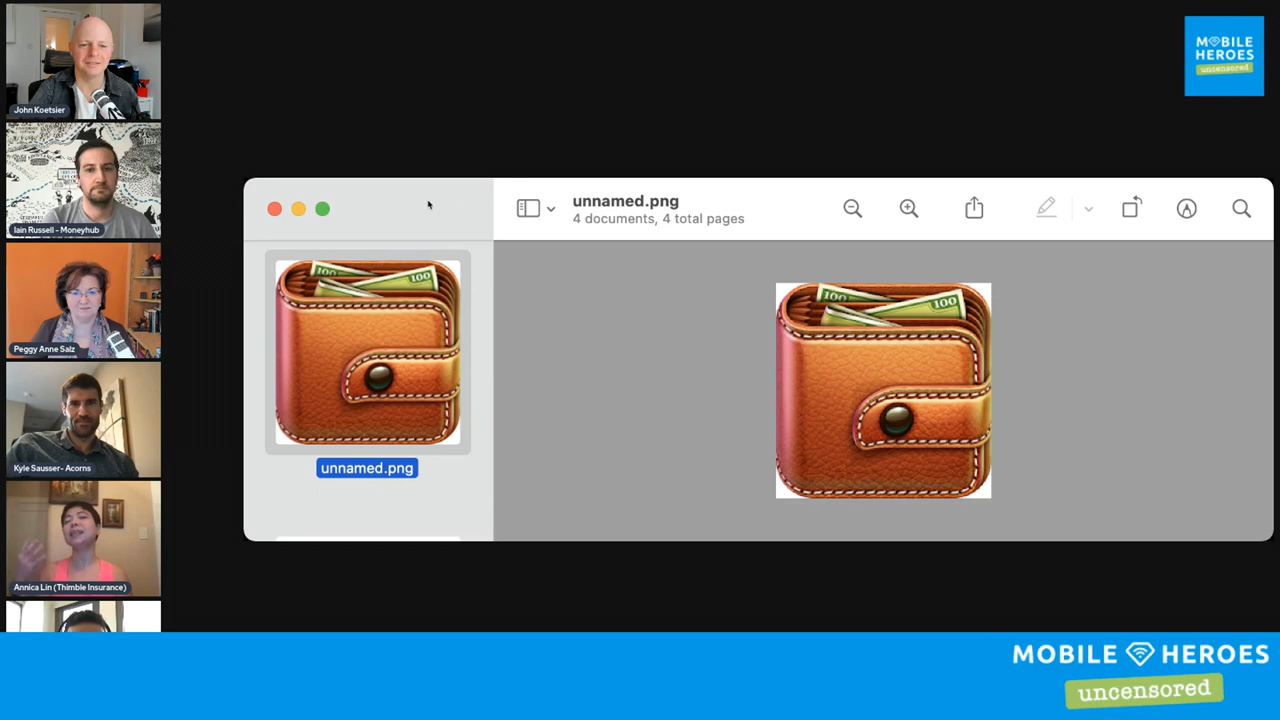 John Koetsier
Iain Russell - Moneyhub
Peggy Anne Salz
Kyle Sausser- Acorns
Annica Lin (Thimble Insurance)
MOBILE
HEROES
uncensored
unnamed.png
4 documents, 4 total pages
100
100
unnamed.png
100
100
MOBILE HEROES
uncensored